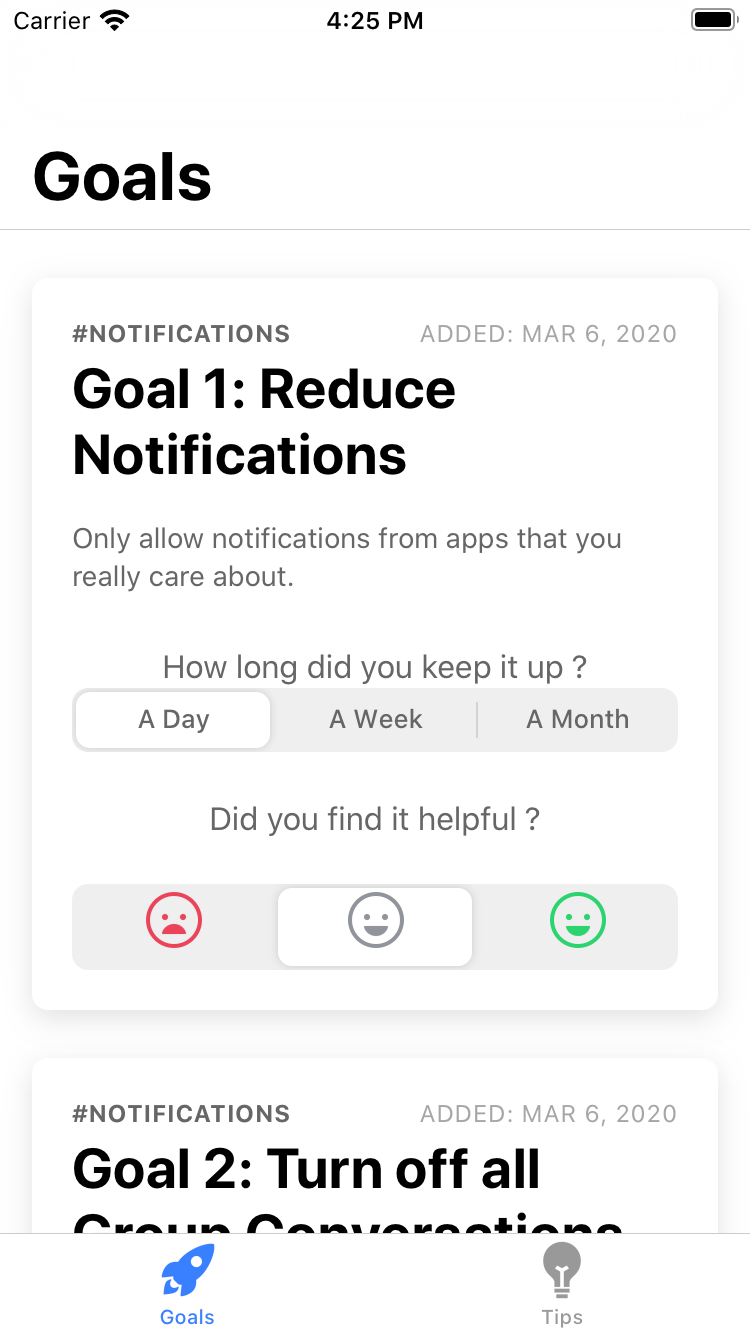 Carrier 4:25 PM
Goals
#NOTIFICATIONS ADDED: MAR 6, 2020
Goal 1: Reduce
Notifications
Only allow notifications from apps that you
really care about.
How long did you keep it up ?
A Day A Week A Month
Did you find it helpful ?
#NOTIFICATIONS ADDED: MAR 6, 2020
Goal 2: Turn off all
Group Conversations
Goals Tips